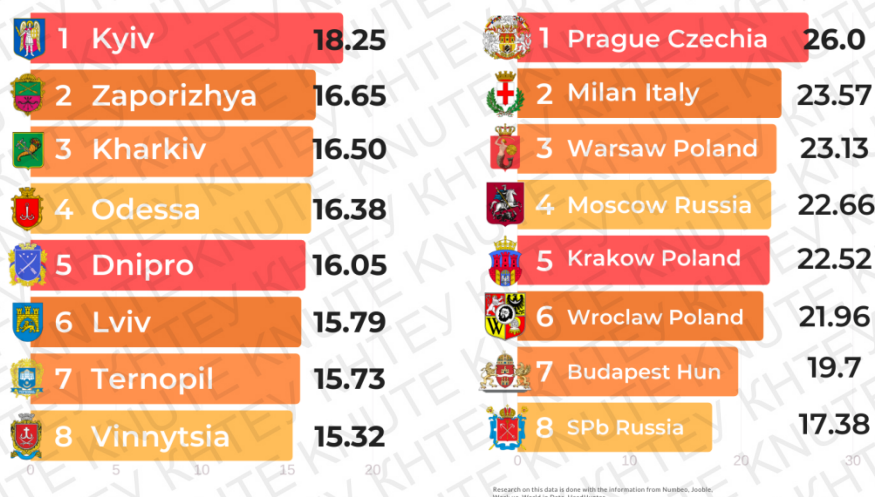 1 Kyiv 18.25
2 Zaporizhya 16.65
3 Kharkiv 16.50
4 Odessa 16.38
5 Dnipro 16.05
6 Lviv 15.79
7 Ternopil 15.73
8 Vinnytsia 15.32
0 5 10 15 20
1 Prague Czechia 26.0
2 Milan Italy 23.57
3 Warsaw Poland 23.13
4 Moscow Russia 22.66
5 Krakow Poland 22.52
6 Wroclaw Poland 21.96
7 Budapest Hun 19.7
8 SPb Russia 17.38
0 10 20 30
Research on this data is done with the information from Numbeo, Jooble,
KNUTE KHTEY